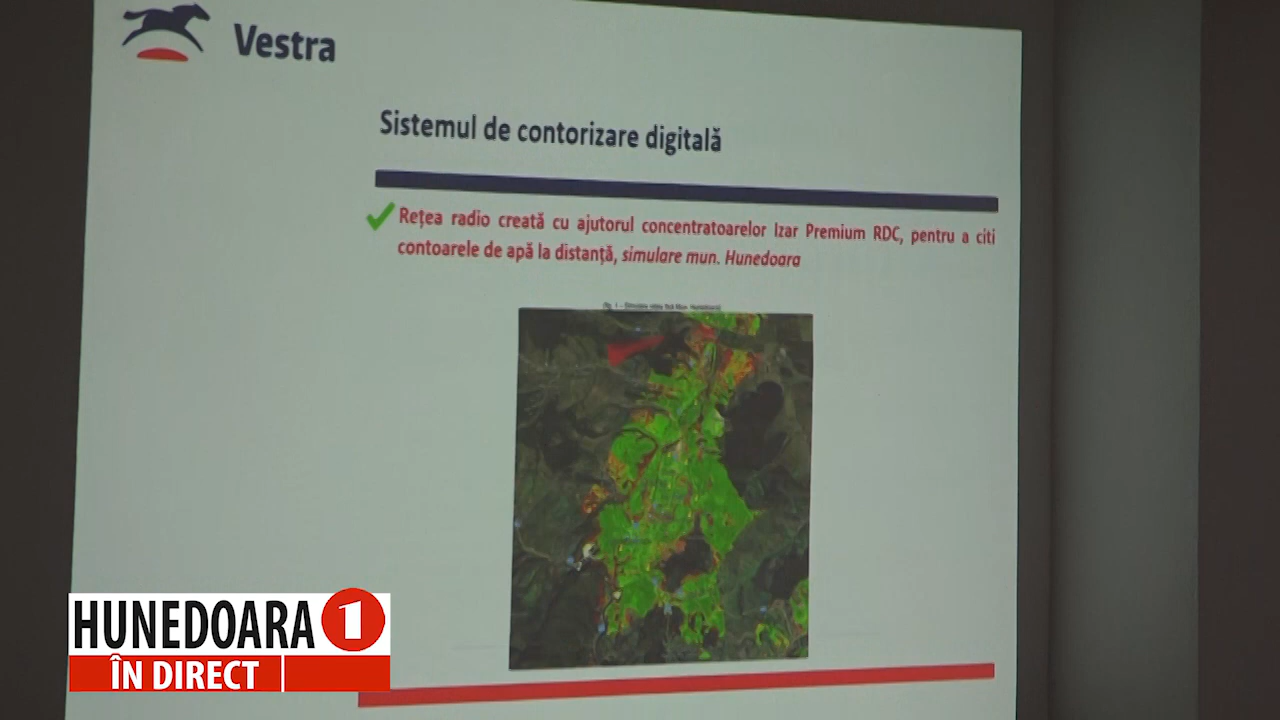 Vestra
Sistemul de contorizare digitală
Rețea radio creată cu ajutorul concentratoarelor Izar Premium RDC, pentru a citi
contoarele de apă la distanță, simulare mun. Hunedoara
HUNEDOARA 1
ÎN DIRECT